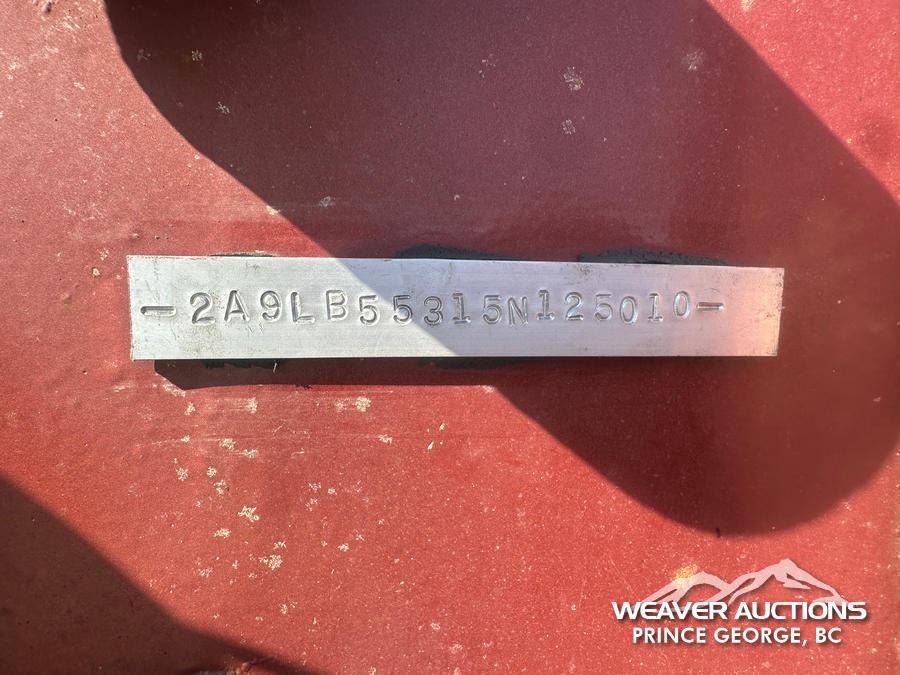 -2A9LB55315N125010-
WEAVER AUCTIONS
PRINCE GEORGE, BC